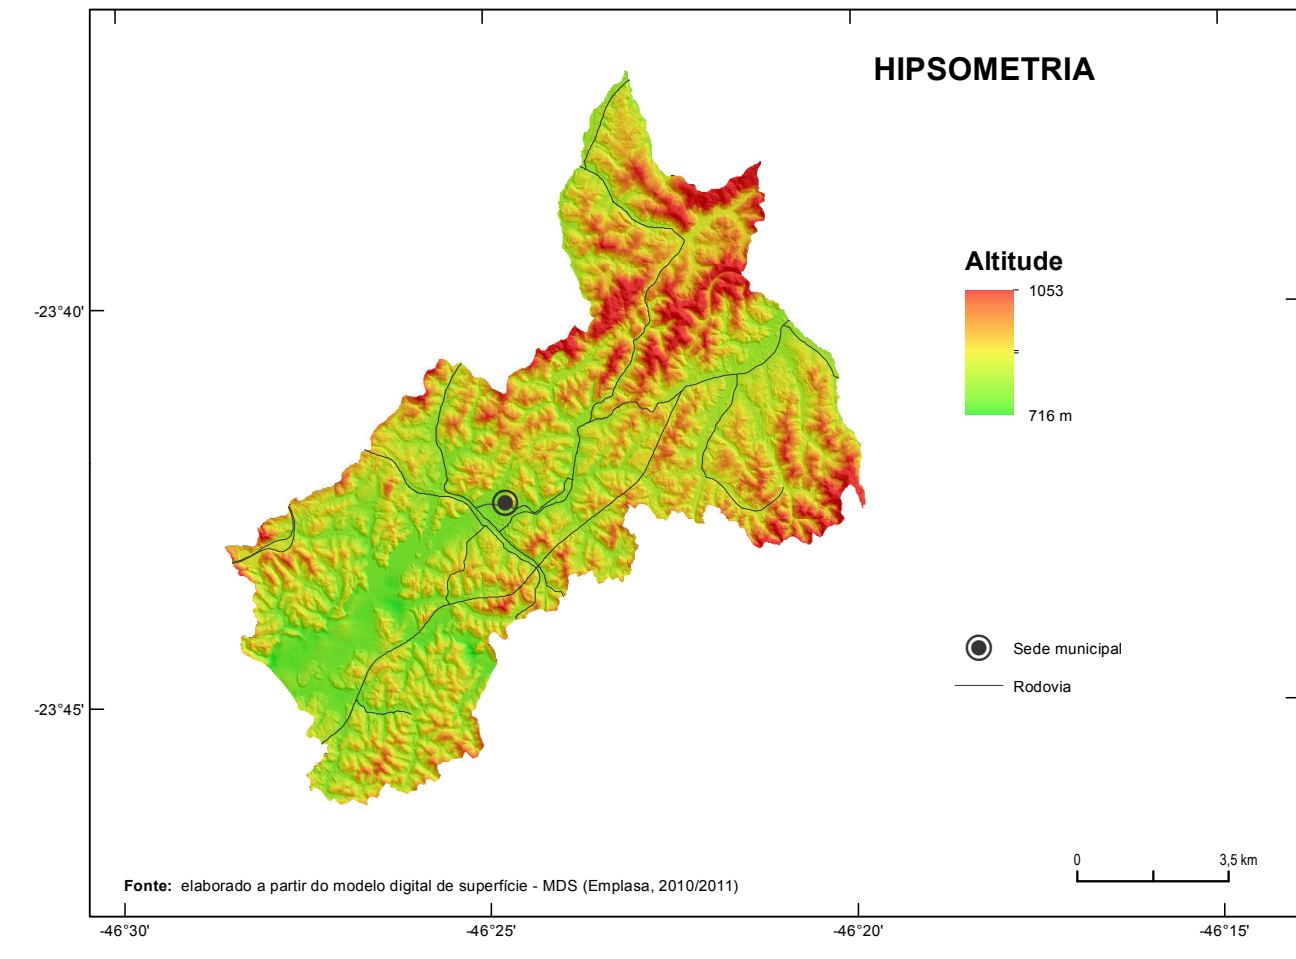 HIPSOMETRIA
Altitude
1053
716 m
-23°40'
-23°45'
Sede municipal
Rodovia
0 3,5 km
Fonte: elaborado a partir do modelo digital de superfície - MDS (Emplasa, 2010/2011)
-46°30' -46°25' -46°20' -46°15'